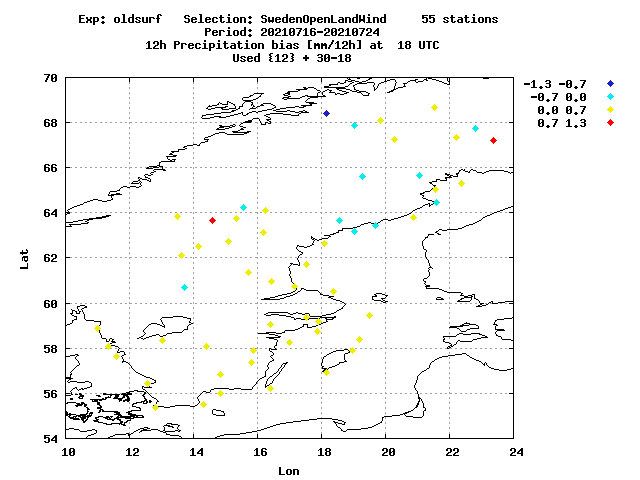 Exp: oldsurf   Selection: SwedenOpenLandWind     55 stations
Period: 20210716-20210724
12h Precipitation bias [mm/12h] at  18 UTC
Used {12} + 30-18
-1.3 -0.7
-0.7 0.0
0.0 0.7
0.7 1.3
70
68
66
64
62
60
58
56
54
Lat
10 12 14 16 18 20 22 24
Lon